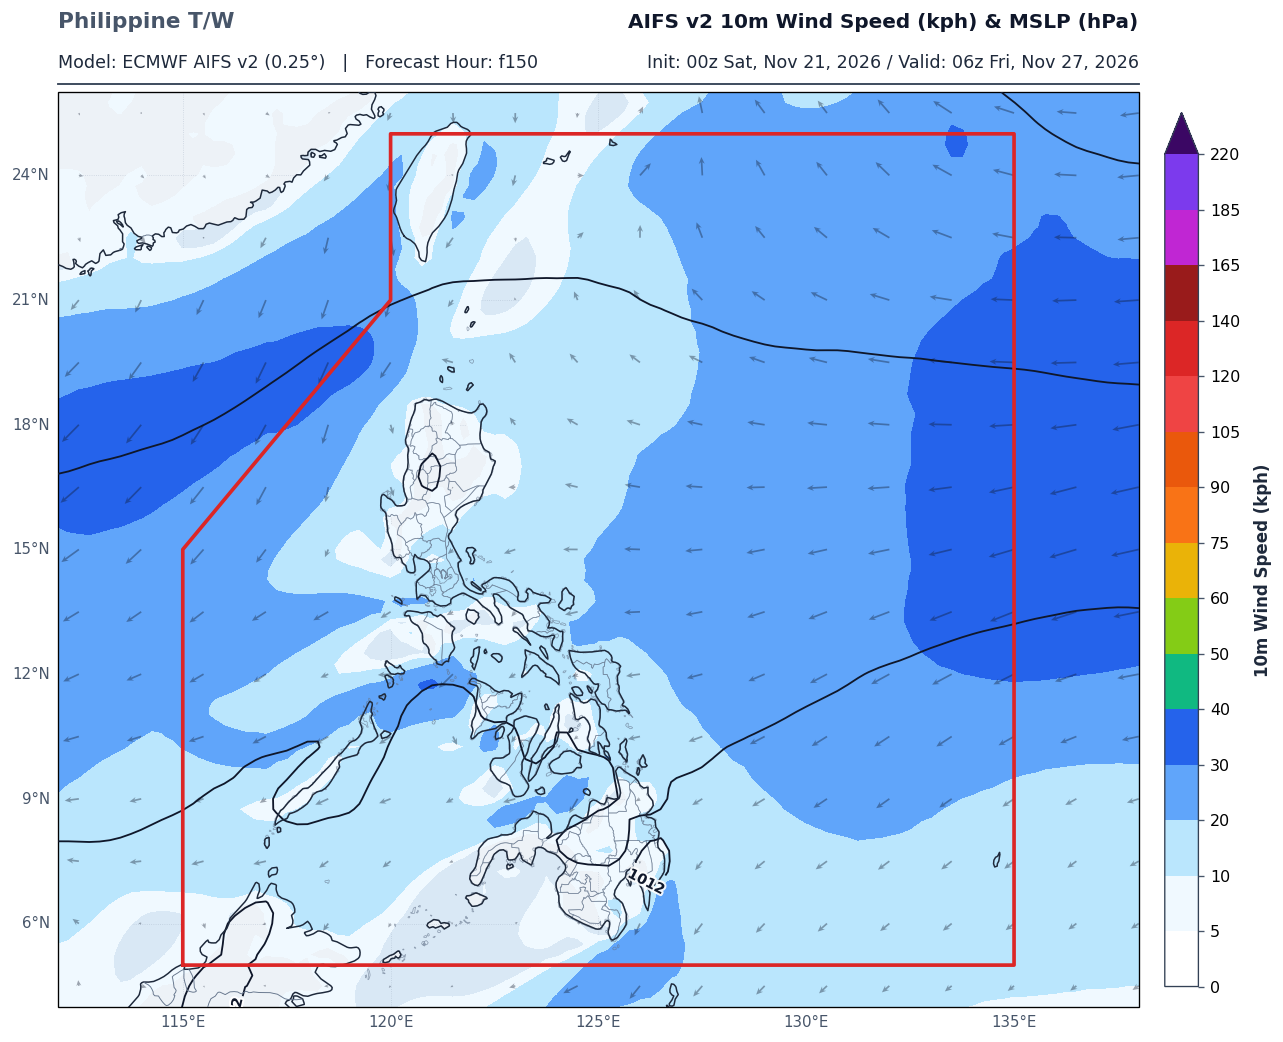 Philippine T/W
AIFS v2 10m Wind Speed (kph) & MSLP (hPa)
Model: ECMWF AIFS v2 (0.25°) | Forecast Hour: f150
Init: 00z Sat, Nov 21, 2026 / Valid: 06z Fri, Nov 27, 2026
24°N
21°N
18°N
15°N
12°N
9°N
6°N
115°E
120°E
125°E
130°E
135°E
1012
2
220
185
165
140
120
105
90
75
60
50
40
30
20
10
5
0
10m Wind Speed (kph)